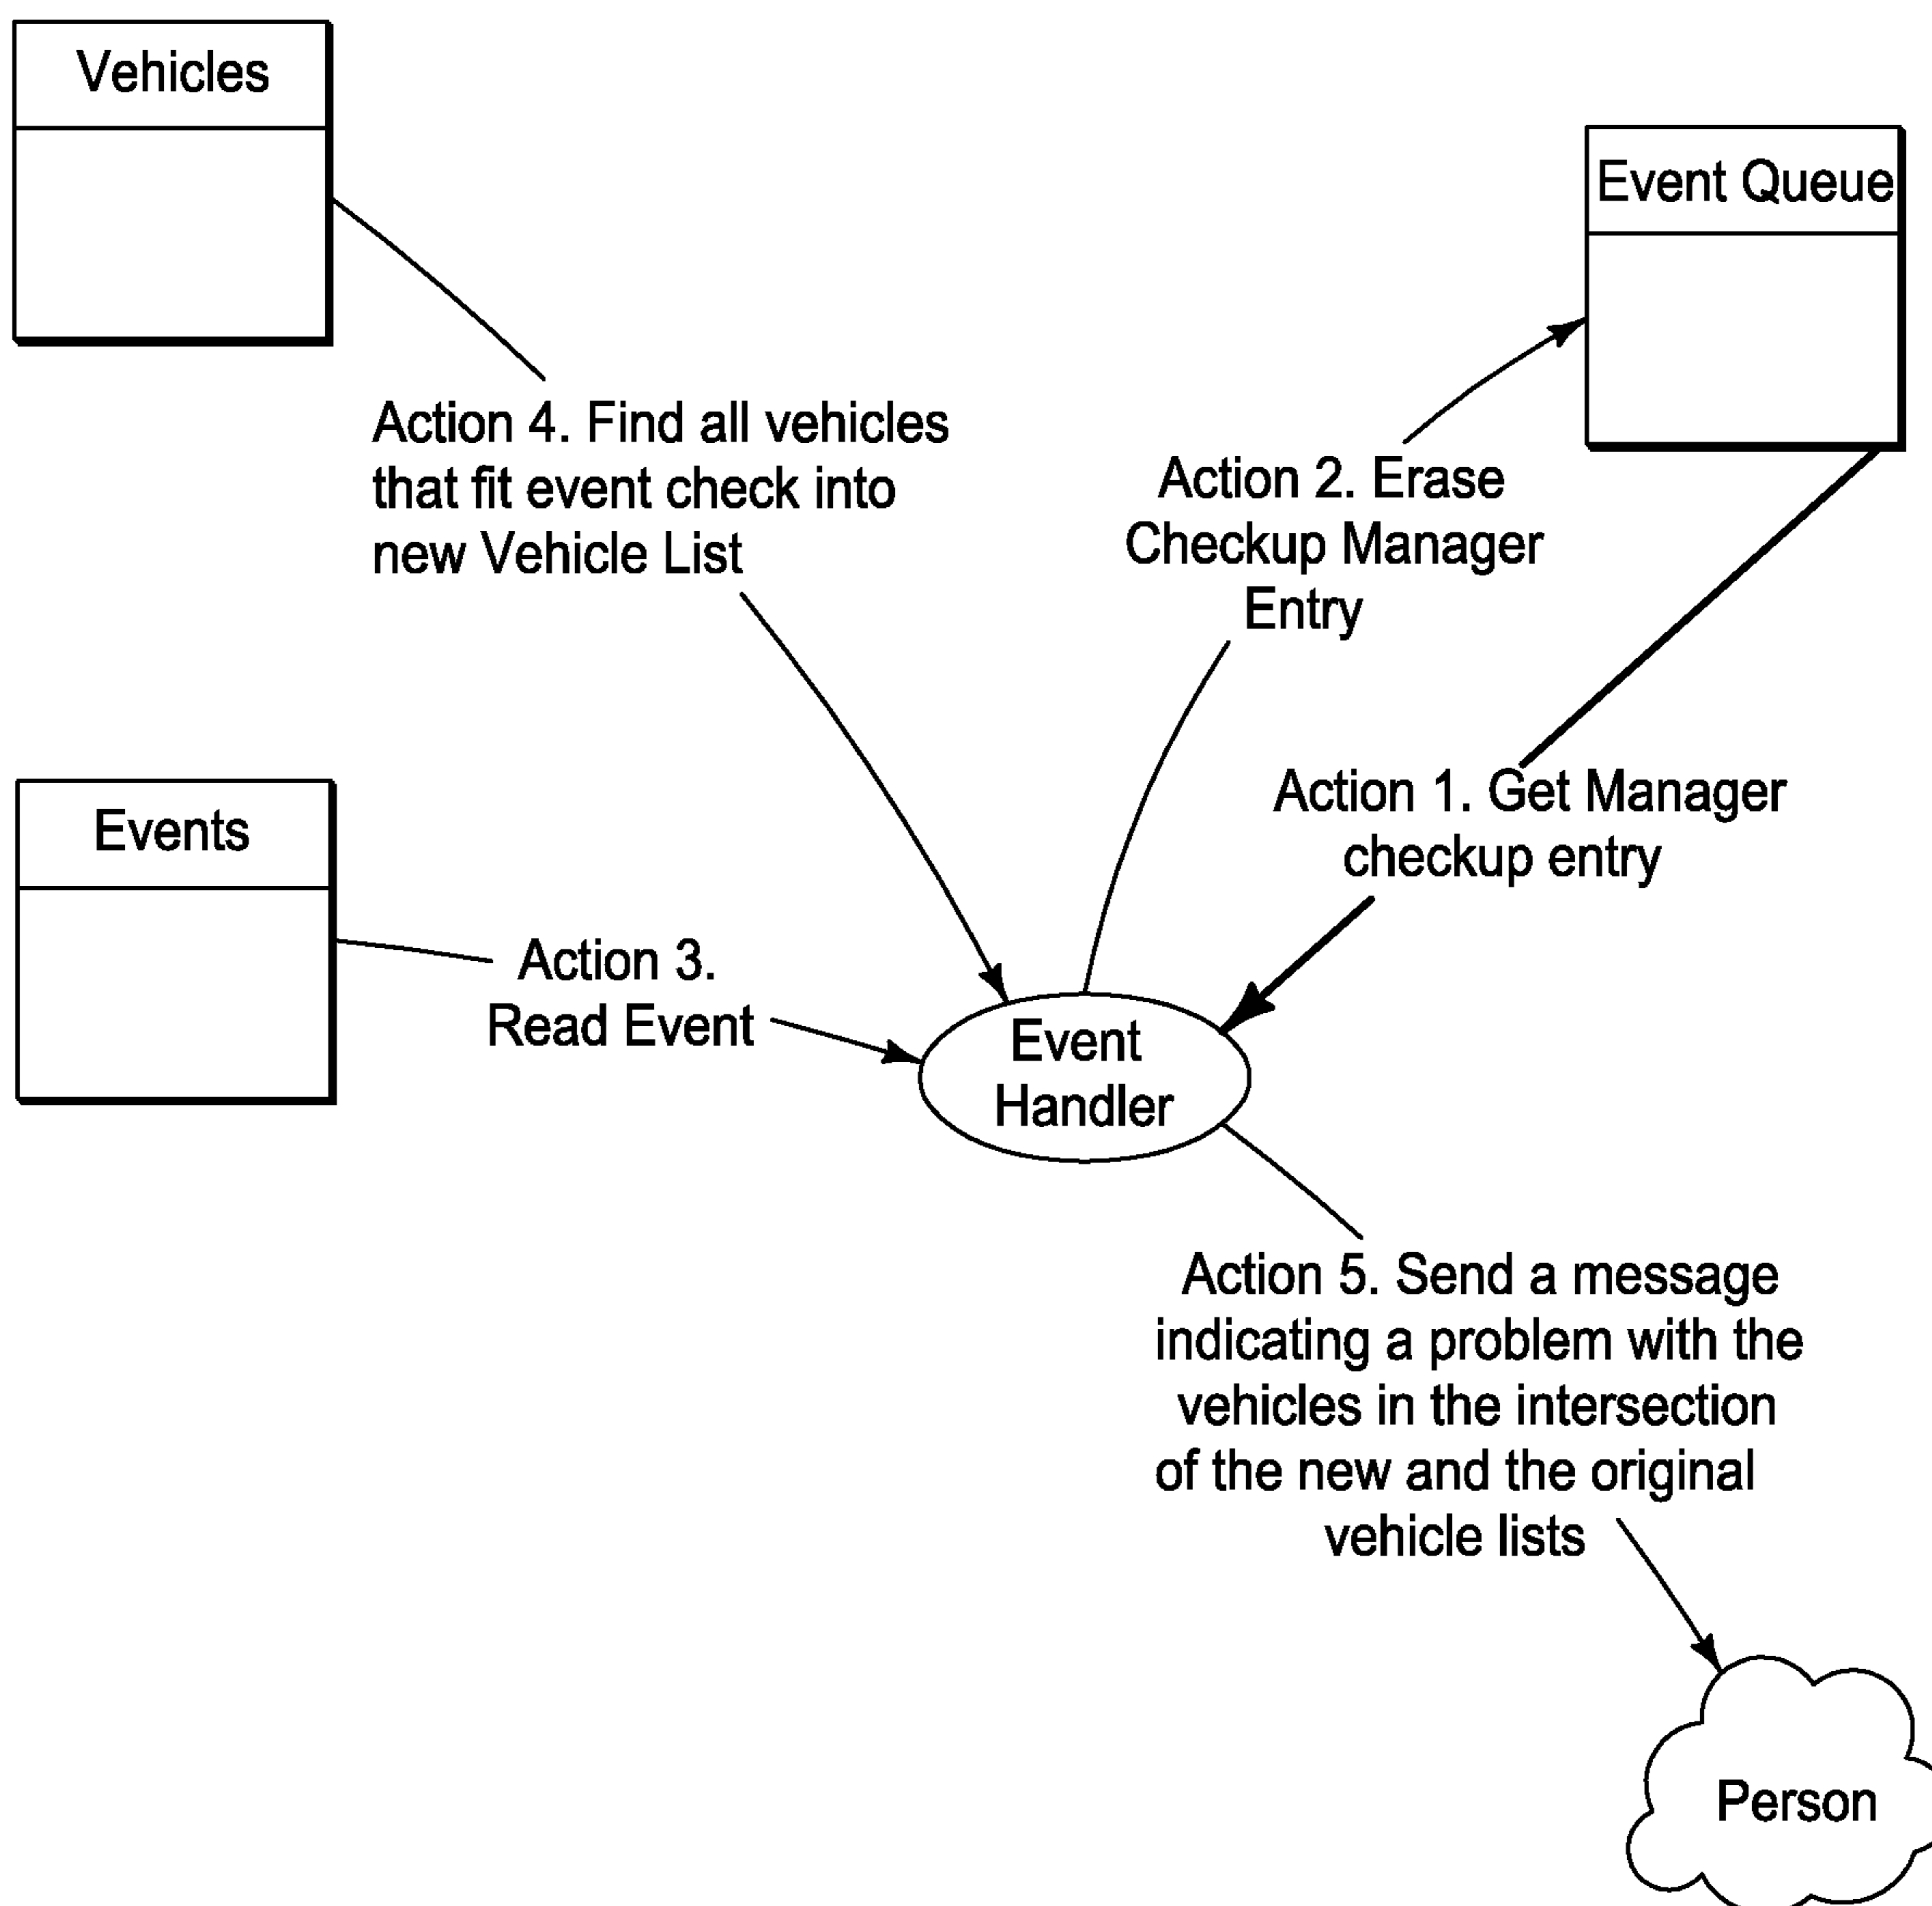 Vehicles
Event Queue
Action 4. Find all vehicles
that fit event check into
new Vehicle List
Action 2. Erase
Checkup Manager
Entry
Action 1. Get Manager
checkup entry
Events
Action 3.
Read Event
Event
Handler
Action 5. Send a message
indicating a problem with the
vehicles in the intersection
of the new and the original
vehicle lists
Person